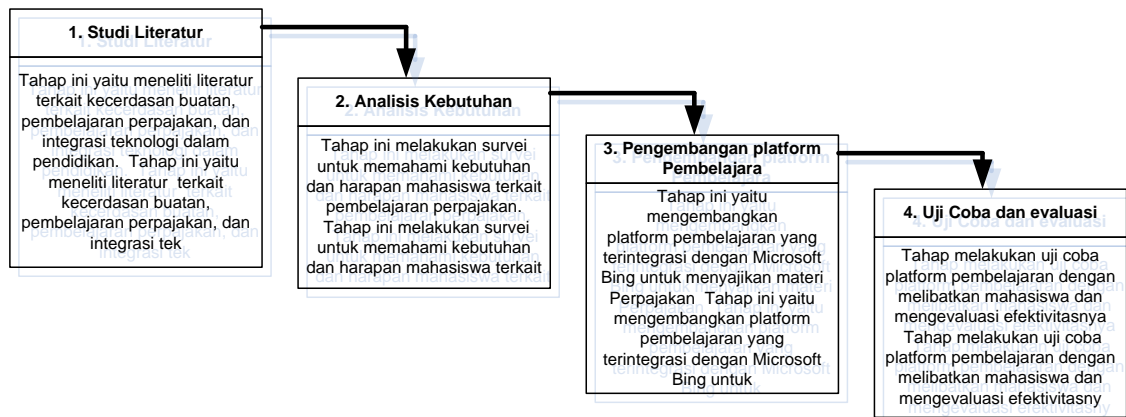 1. Studi Literatur
Tahap ini yaitu meneliti literatur
terkait kecerdasan buatan,
pembelajaran perpajakan, dan
integrasi teknologi dalam
pendidikan.  Tahap ini yaitu
meneliti literatur  terkait
kecerdasan buatan,
pembelajaran perpajakan, dan
integrasi tek
2. Analisis Kebutuhan
Tahap ini melakukan survei
untuk memahami kebutuhan
dan harapan mahasiswa terkait
pembelajaran perpajakan.
Tahap ini melakukan survei
untuk memahami kebutuhan
dan harapan mahasiswa terkait
3. Pengembangan platform
Pembelajara
Tahap ini yaitu
mengembangkan
platform pembelajaran yang
terintegrasi dengan Microsoft
Bing untuk menyajikan materi
Perpajakan  Tahap ini yaitu
mengembangkan platform
pembelajaran yang
terintegrasi dengan Microsoft
Bing untuk
4. Uji Coba dan evaluasi
Tahap melakukan uji coba
platform pembelajaran dengan
melibatkan mahasiswa dan
mengevaluasi efektivitasnya
Tahap melakukan uji coba
platform pembelajaran dengan
melibatkan mahasiswa dan
mengevaluasi efektivitasny